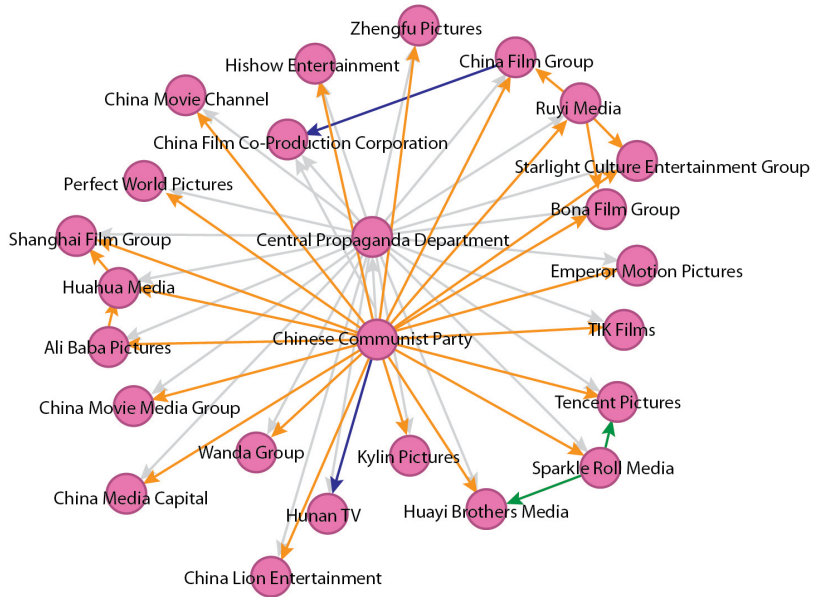 Zhengfu Pictures
China Film Group
Hishow Entertainment
China Movie Channel
Ruyi Media
China Film Co-Production Corporation
Starlight Culture Entertainment Group
Perfect World Pictures
Bona Film Group
Shanghai Film Group
Central Propaganda Department
Emperor Motion Pictures
Huahua Media
TIK Films
Chinese Communist Party
Ali Baba Pictures
Tencent Pictures
China Movie Media Group
Wanda Group
Kylin Pictures
Sparkle Roll Media
China Media Capital
Huayi Brothers Media
Hunan TV
China Lion Entertainment